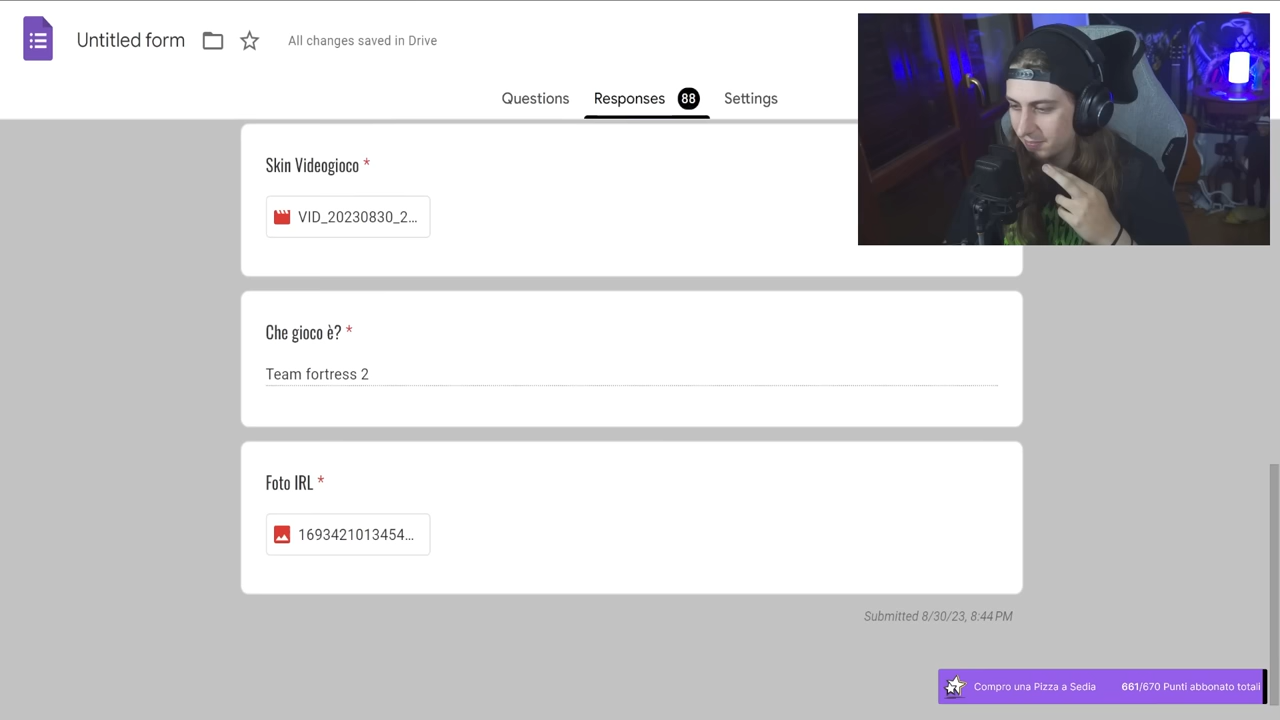 Untitled form
All changes saved in Drive
Questions
Responses 88
Settings
Skin Videogioco *
VID_20230830_2...
Che gioco è? *
Team fortress 2
Foto IRL *
1693421013454...
Submitted 8/30/23, 8:44 PM
Compro una Pizza a Sedia 661/670 Punti abbonato totali